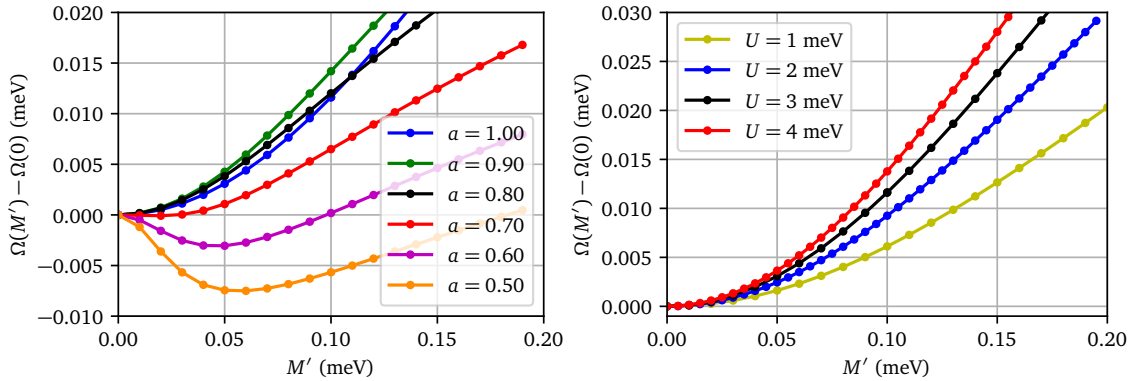 0.020
0.015
0.010
0.005
0.000
−0.005
−0.010
Ω(M′) − Ω(0) (meV)
0.00
0.05
0.10
0.15
0.20
M′ (meV)
a = 1.00
a = 0.90
a = 0.80
a = 0.70
a = 0.60
a = 0.50
0.030
0.025
0.020
0.015
0.010
0.005
0.000
Ω(M′) − Ω(0) (meV)
0.00
0.05
0.10
0.15
0.20
M′ (meV)
U = 1 meV
U = 2 meV
U = 3 meV
U = 4 meV